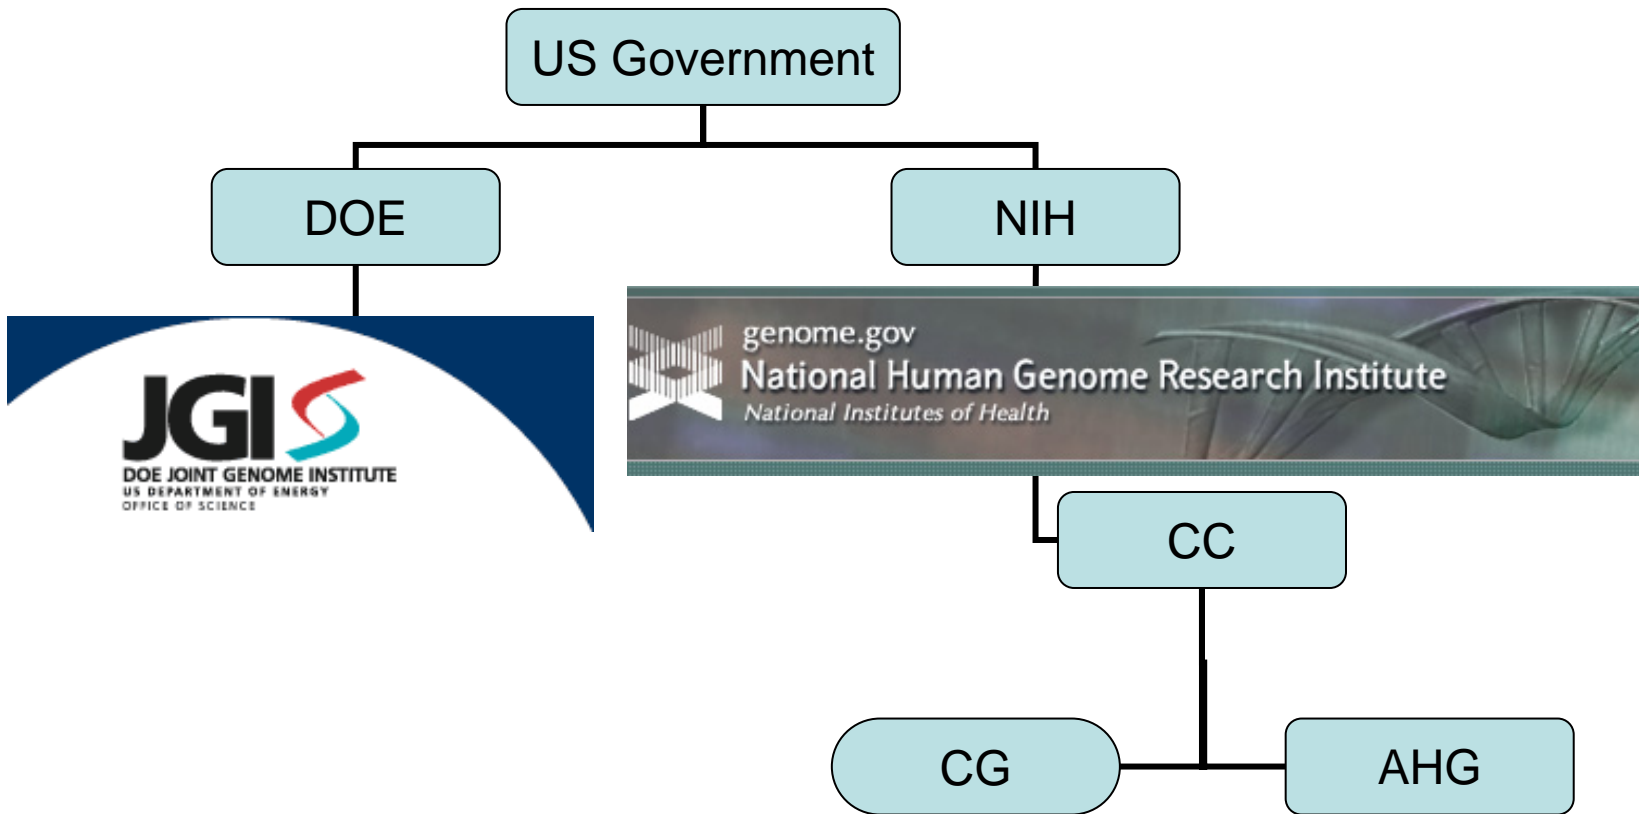 US Government
DOE
NIH
genome.gov
National Human Genome Research Institute
National Institutes of Health
JGI
DOE JOINT GENOME INSTITUTE
US DEPARTMENT OF ENERGY
OFFICE OF SCIENCE
CC
CG
AHG